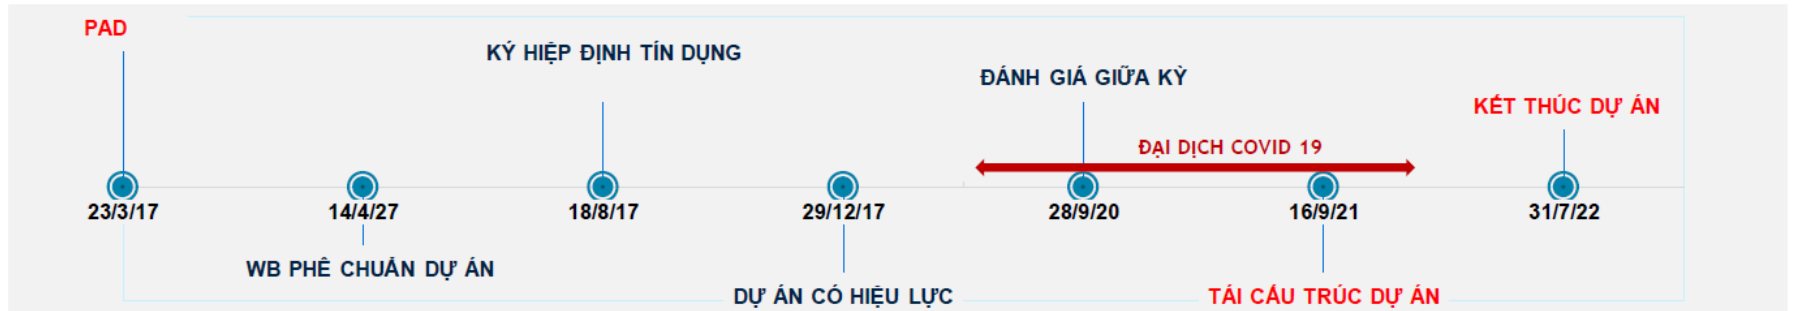 PAD
KÝ HIỆP ĐỊNH TÍN DỤNG
ĐÁNH GIÁ GIỮA KỲ
KẾT THÚC DỰ ÁN
ĐẠI DỊCH COVID 19
23/3/17
14/4/27
18/8/17
29/12/17
28/9/20
16/9/21
31/7/22
WB PHÊ CHUẨN DỰ ÁN
DỰ ÁN CÓ HIỆU LỰC
TÁI CẤU TRÚC DỰ ÁN